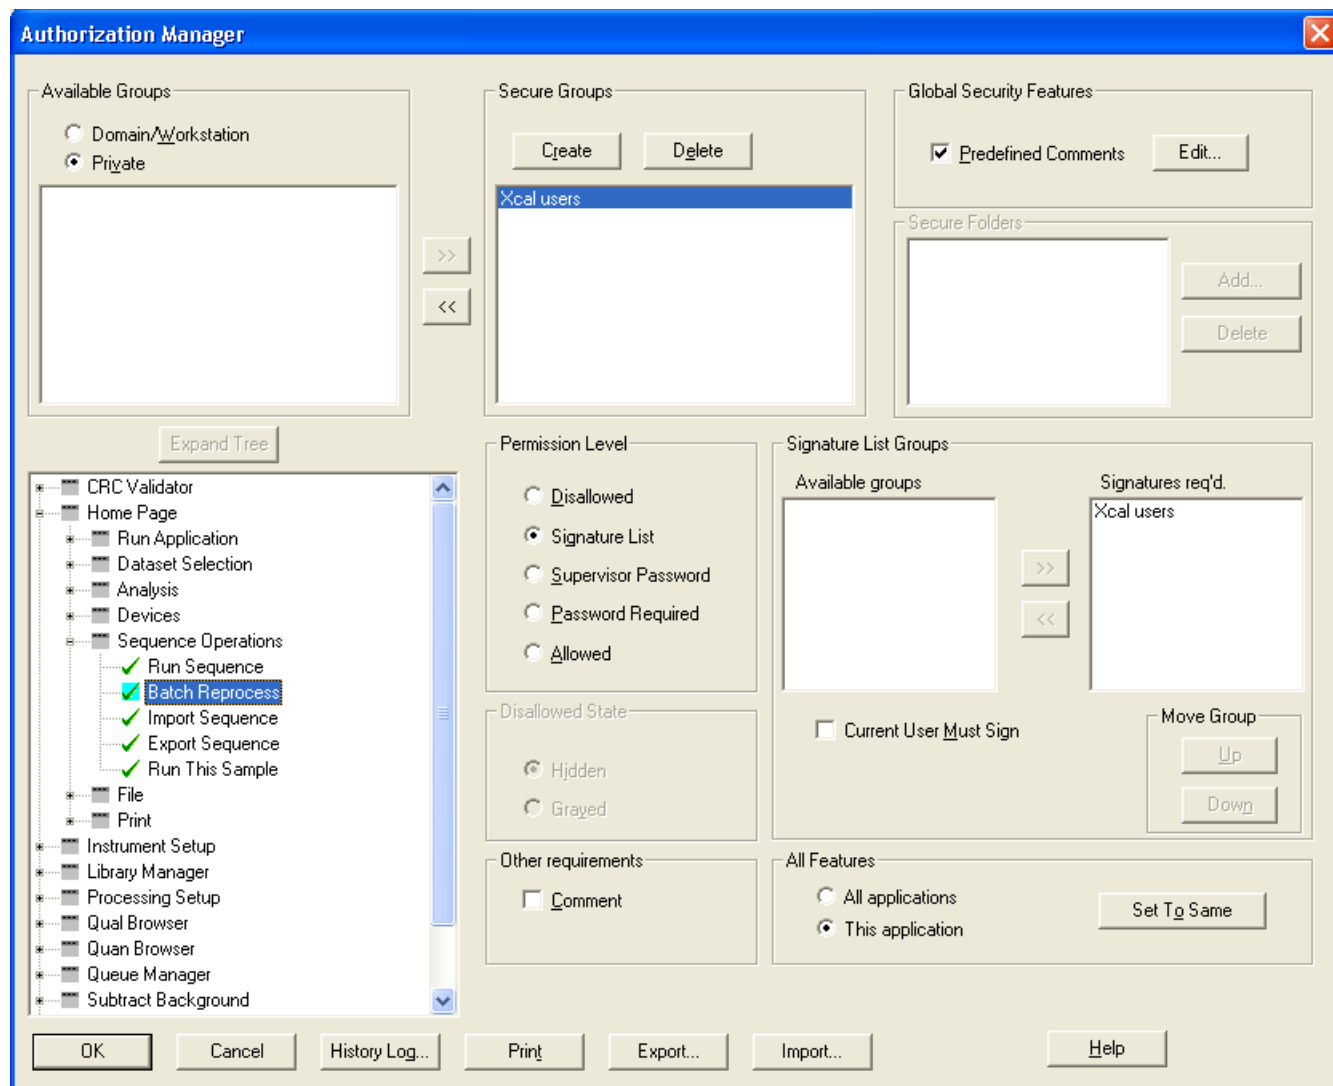 Authorization Manager
Available Groups
Domain/Workstation
Private
Secure Groups
Create
Delete
Xcal users
Global Security Features
Predefined Comments
Edit...
Secure Folders
Add...
Delete
>>
<<
Expand Tree
CRC Validator
Home Page
Run Application
Dataset Selection
Analysis
Devices
Sequence Operations
Run Sequence
Batch Reprocess
Import Sequence
Export Sequence
Run This Sample
File
Print
Instrument Setup
Library Manager
Processing Setup
Qual Browser
Quan Browser
Queue Manager
Subtract Background
Permission Level
Disallowed
Signature List
Supervisor Password
Password Required
Allowed
Disallowed State
Hidden
Grayed
Other requirements
Comment
Signature List Groups
Available groups
Signatures req'd.
Xcal users
>>
<<
Current User Must Sign
Move Group
Up
Down
All Features
All applications
This application
Set To Same
OK
Cancel
History Log...
Print
Export...
Import...
Help